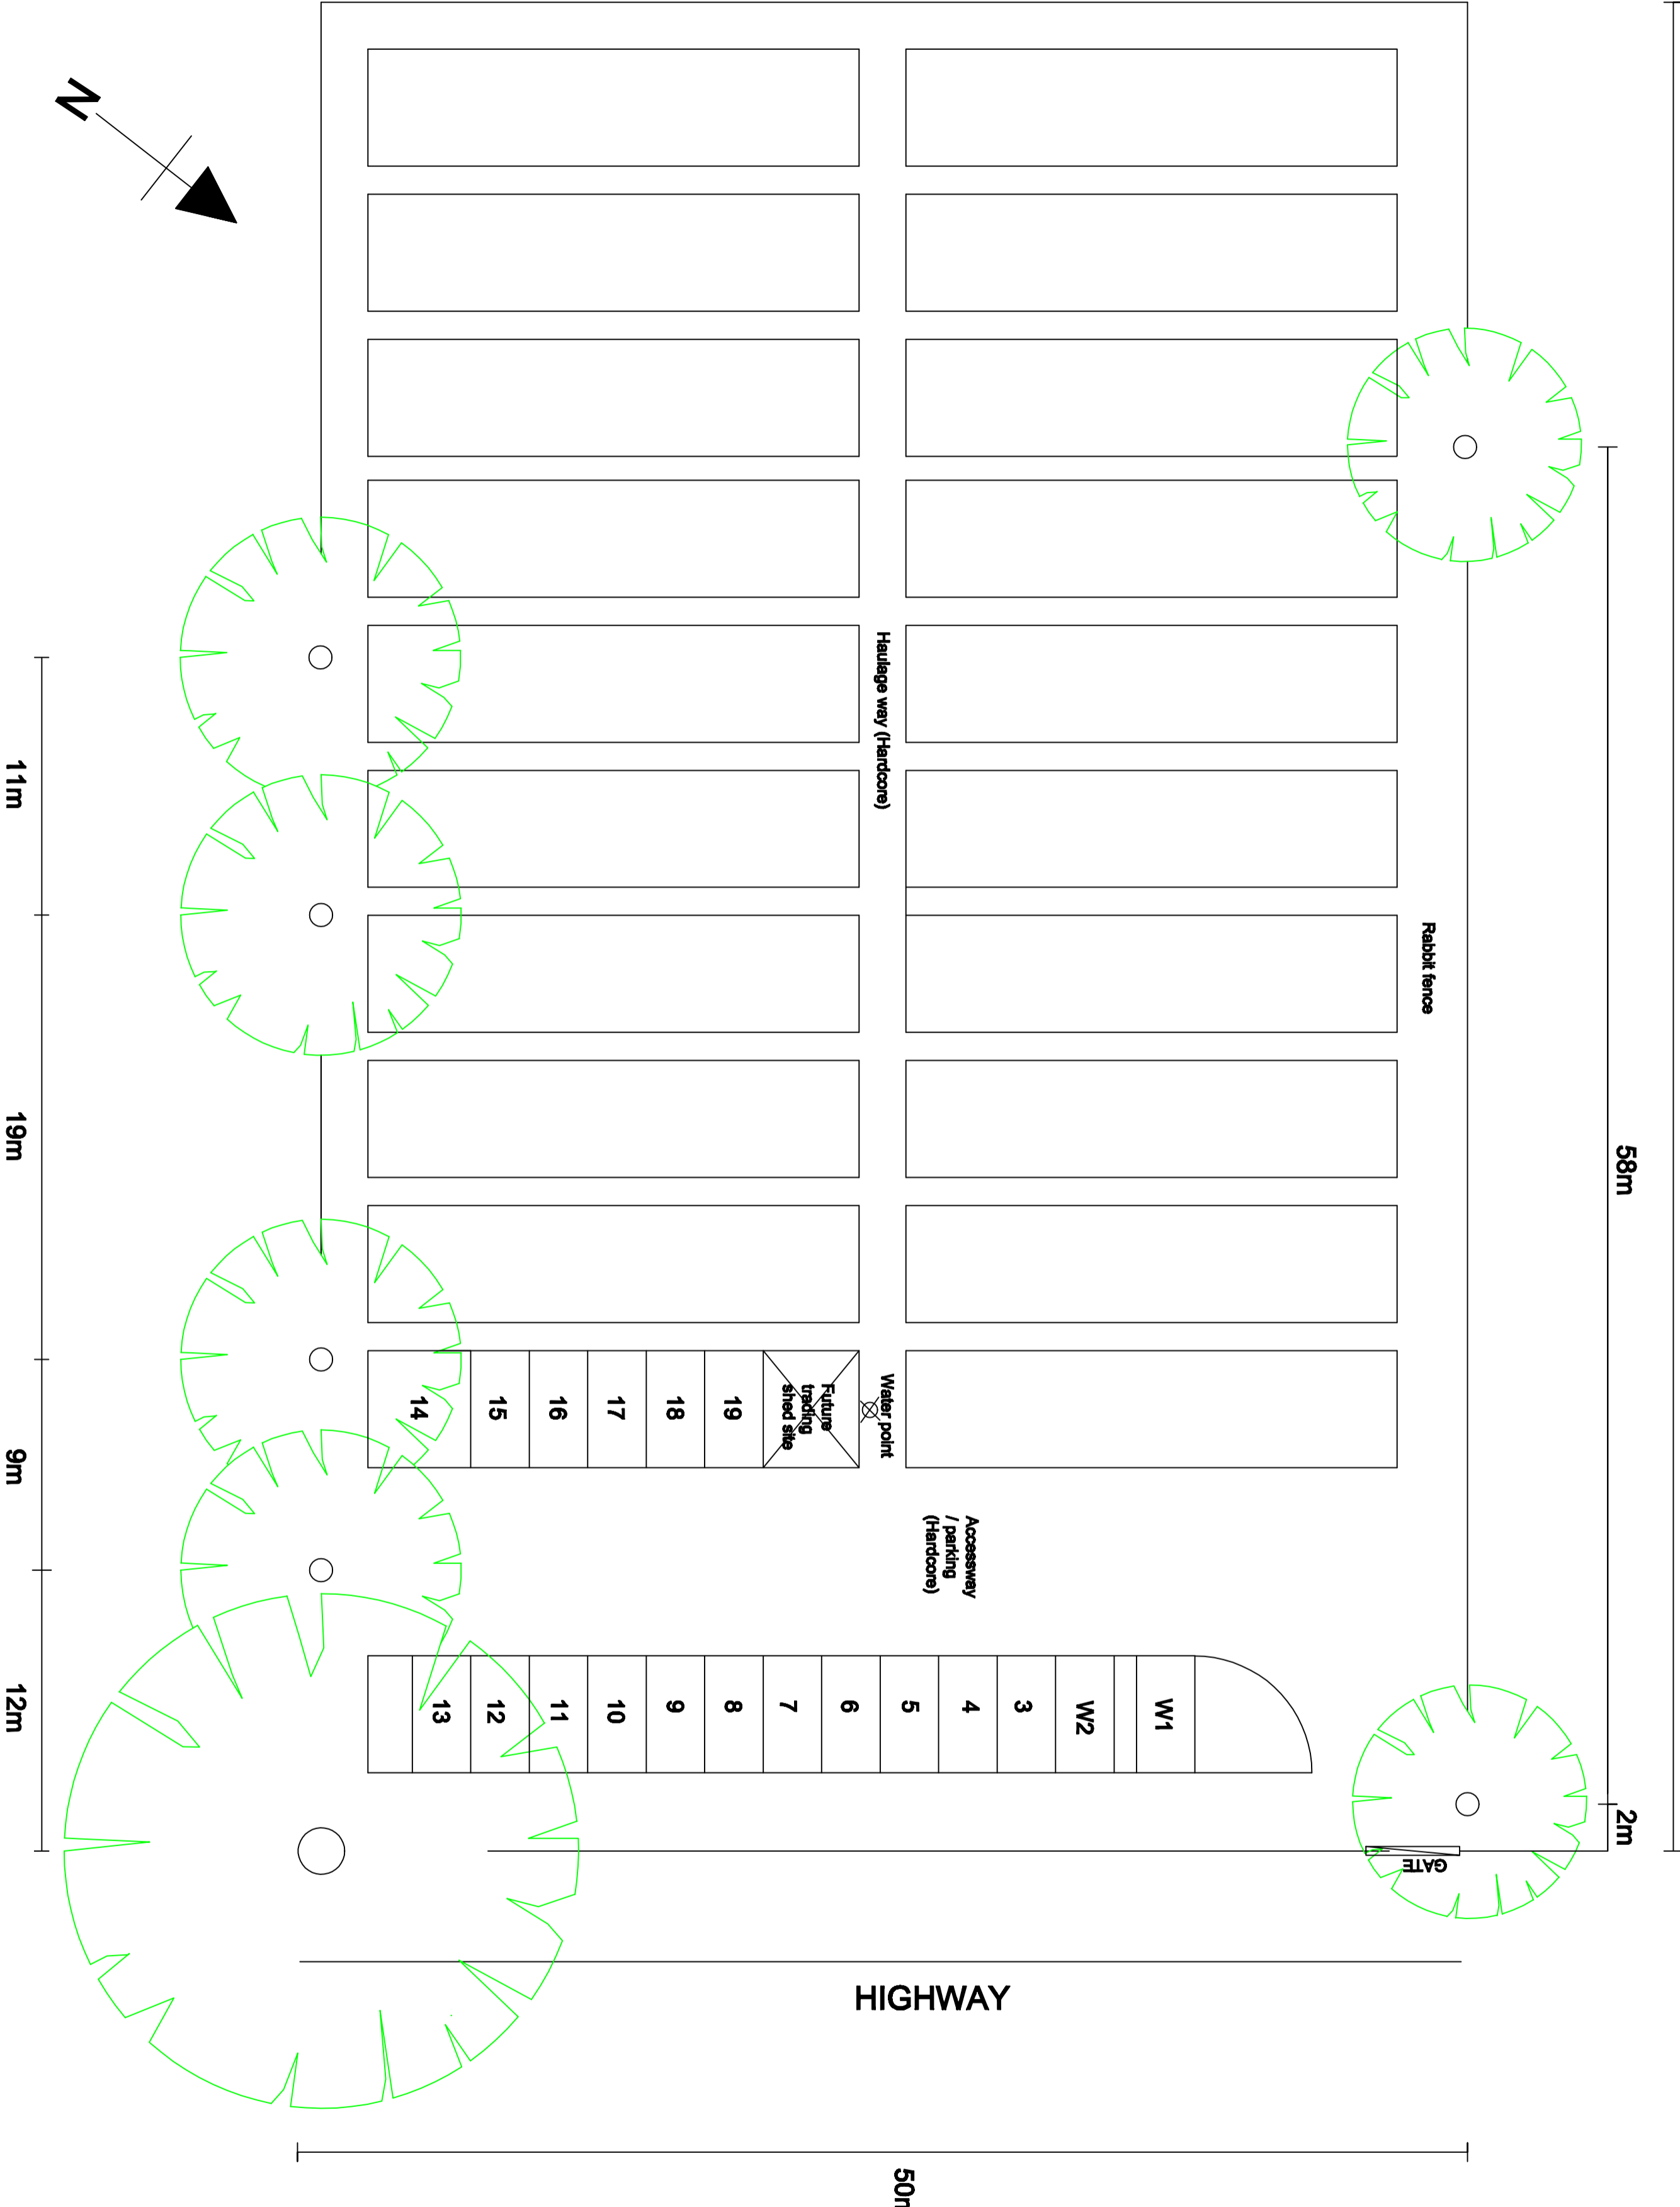 N
Haulage way (Hardcore)
Rabbit fence
11m
19m
58m
Future
trading
shed site
Water point
14
15
16
17
18
19
9m
Accessway
/ parking
(Hardcore)
12m
13
12
11
10
9
8
7
6
5
4
3
W2
W1
2m
GATE
HIGHWAY